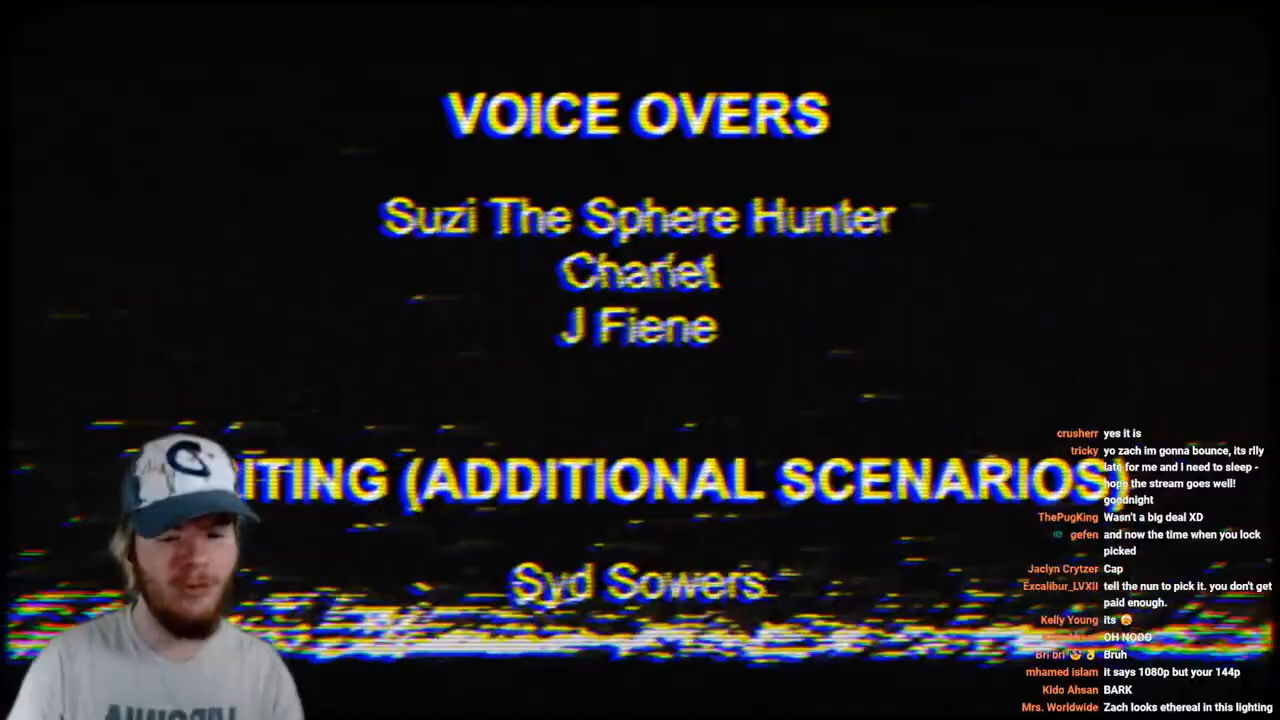 VOICE OVERS
Suzi The Sphere Hunter
Charlet
J Fiene
ITING (ADDITIONAL SCENARIOS)
Syd Sowers
crusherr yes it is
tricky yo zach im gonna bounce, its rlly
late for me and i need to sleep -
hope the stream goes well!
goodnight
ThePugKing Wasn't a big deal XD
gefen and now the time when you lock
picked
Jaclyn Crytzer Cap
Excalibur_LVXII tell the nun to pick it. you don't get
paid enough.
Kelly Young its 🥵
OH NOOO
Bri bri Bruh
mhamed islam it says 1080p but your 144p
Kido Ahsan BARK
Mrs. Worldwide Zach looks ethereal in this lighting